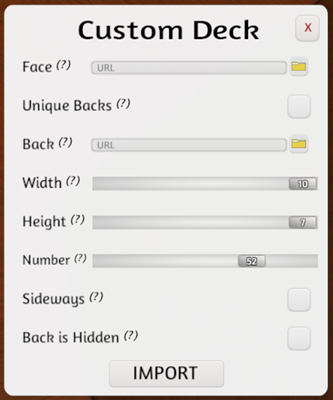 Custom Deck
X
Face (?) URL
Unique Backs (?)
Back (?) URL
Width (?) 10
Height (?) 7
Number (?) 52
Sideways (?)
Back is Hidden (?)
IMPORT